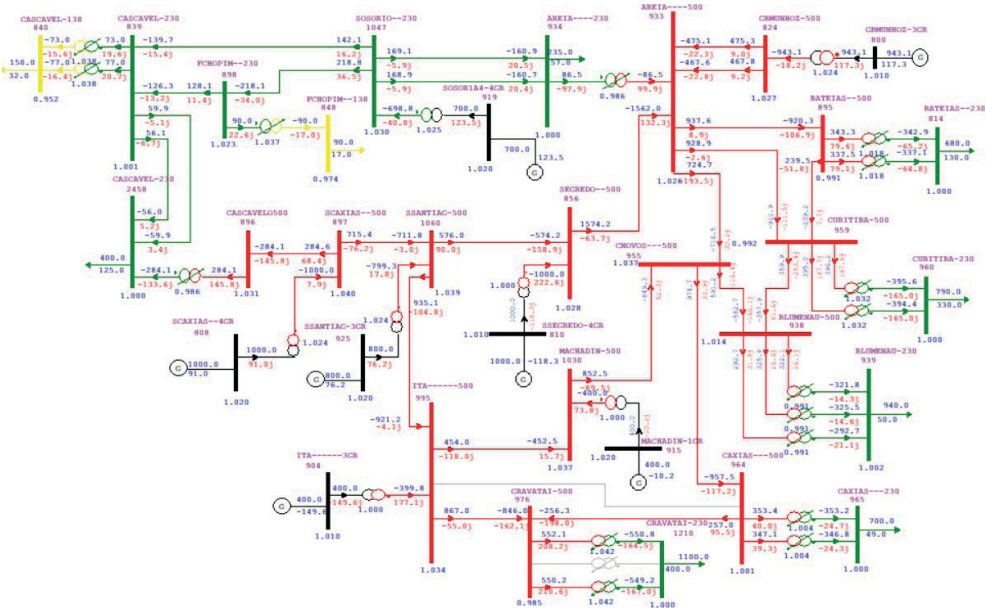 CASCAVEL-138
840
CASCAVEL-230
839
SOSORIO--230
1047
AREIA----230
934
AREIA----500
933
CBMUNHOZ-500
824
CBMUNHOZ-3GR
800
-73.0
-15.6j
73.0
19.6j
-77.0
-16.4j
77.0
20.7j
1.038
1.038
150.0
32.0
0.952
-139.7
-15.4j
142.1
16.2j
218.8
36.5j
169.1
-5.9j
168.9
-5.9j
-160.9
20.5j
-160.7
20.4j
235.0
57.0
86.5
-97.9j
0.986
-86.5
99.9j
-475.1
-22.3j
475.3
9.0j
-467.6
-22.8j
467.8
9.2j
-943.1
-18.2j
1.024
943.1
117.3j
943.1
117.3
1.010
1.027
G
FCHOPIM--230
898
-126.3
-13.2j
128.1
11.4j
-218.1
-34.0j
59.9
-5.1j
56.1
-6.7j
90.0
22.6j
1.023
1.037
-90.0
-17.0j
FCHOPIM--138
848
90.0
17.0
0.974
1.001
1.030
-698.8
-40.8j
1.025
700.0
123.5j
SOSORIA4-4GR
919
700.0
123.5
1.020
G
1.000
-1562.0
132.3j
1.026
937.6
8.9j
928.9
-2.6j
724.7
-193.5j
BATEIAS--500
895
-920.3
-106.9j
343.3
79.6j
337.5
79.1j
239.5
-51.8j
0.991
1.018
1.018
-342.9
-65.2j
-337.1
-64.8j
BATEIAS--230
814
680.0
130.0
1.000
CASCAVEL-230
2458
-56.0
5.2j
-59.9
3.4j
400.0
125.0
-284.1
-133.6j
1.000
0.986
284.1
145.8j
CASCAVELO500
896
-284.1
-145.8j
1.031
SCAXIAS--500
897
284.6
68.4j
-1000.0
7.9j
715.4
-76.2j
1.040
SSANTIAG-500
1060
-711.8
-3.0j
576.0
90.0j
-799.3
17.8j
935.1
-104.8j
1.039
SEGREDO--500
856
-574.2
-158.9j
1574.2
-63.7j
-1000.0
222.6j
1.000
1.028
CNOVOS---500
955
1.037
0.992
CURITIBA-500
959
-395.6
-165.0j
-394.4
-165.0j
1.032
1.032
CURITIBA-230
960
790.0
330.0
1.000
SCAXIAS--4GR
808
1000.0
91.0
1000.0
91.0j
1.024
1.020
G
SSANTIAG-3GR
925
1.024
800.0
76.2j
800.0
76.2
1.020
G
SSEGREDO-4GR
810
1.010
1000.0
-118.3
G
BLUMENAU-500
938
1.014
BLUMENAU-230
939
-321.8
-14.3j
0.991
-325.5
-14.6j
0.991
-292.7
-21.1j
0.991
940.0
50.0
1.002
MACHADIN-500
1030
852.5
-89.5j
-400.0
73.8j
1.000
-452.5
15.7j
1.037
MACHADIN-1GR
915
1.020
400.0
-10.2
G
ITA------500
995
-921.2
-4.1j
454.0
-118.0j
-399.8
177.1j
867.0
-55.0j
1.034
ITA------3GR
904
400.0
-149.6
400.0
-149.6j
1.000
1.010
G
GRAVATAI-500
976
-846.0
-162.1j
-256.3
-198.0j
552.1
208.2j
550.2
210.6j
0.985
1.042
1.042
-550.8
-164.5j
-549.2
-167.0j
GRAVATAI-230
1210
1100.0
400.0
1.000
CAXIAS---500
964
-957.5
-117.2j
257.0
95.5j
353.4
40.0j
347.1
39.3j
1.001
1.004
1.004
-353.2
-24.7j
-346.8
-24.3j
CAXIAS---230
965
700.0
49.0
1.000